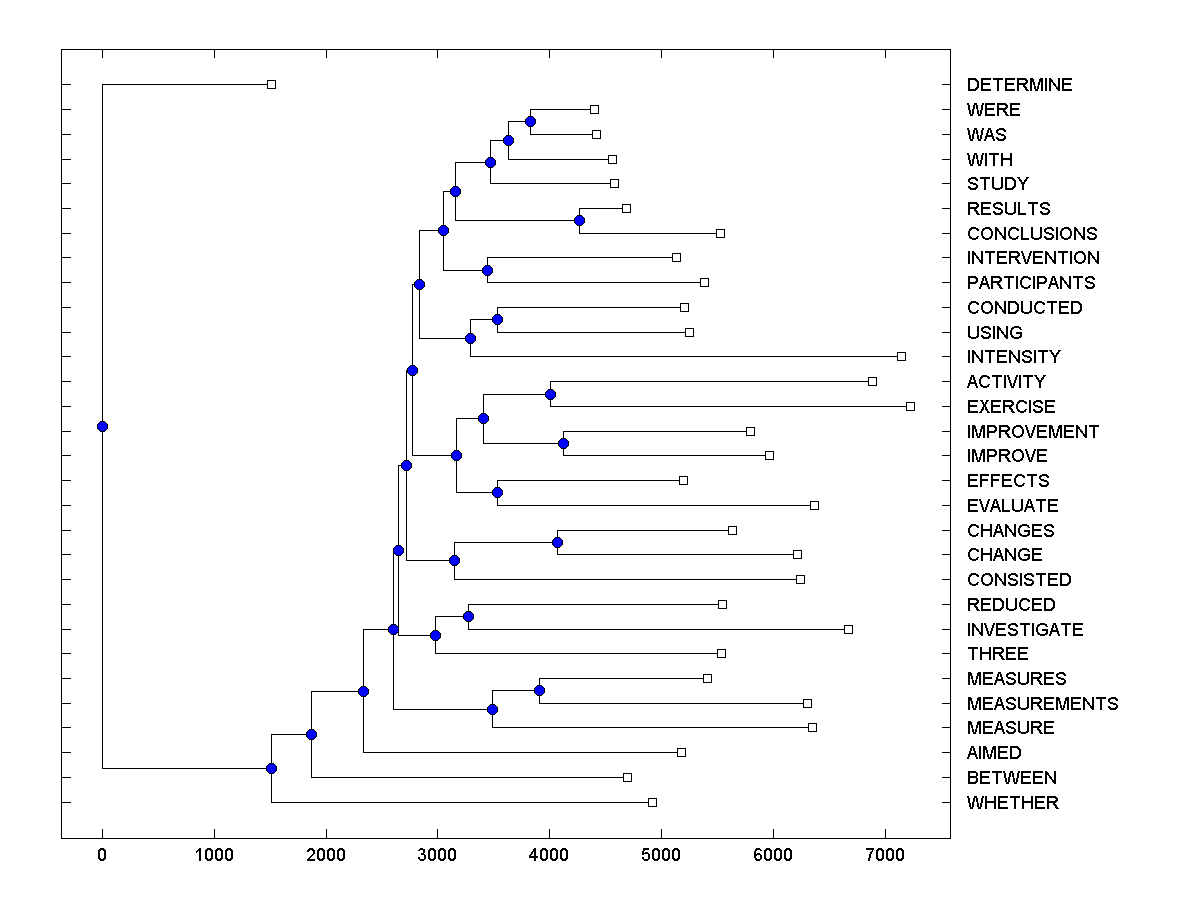 DETERMINE
WERE
WAS
WITH
STUDY
RESULTS
CONCLUSIONS
INTERVENTION
PARTICIPANTS
CONDUCTED
USING
INTENSITY
ACTIVITY
EXERCISE
IMPROVEMENT
IMPROVE
EFFECTS
EVALUATE
CHANGES
CHANGE
CONSISTED
REDUCED
INVESTIGATE
THREE
MEASURES
MEASUREMENTS
MEASURE
AIMED
BETWEEN
WHETHER
0 1000 2000 3000 4000 5000 6000 7000